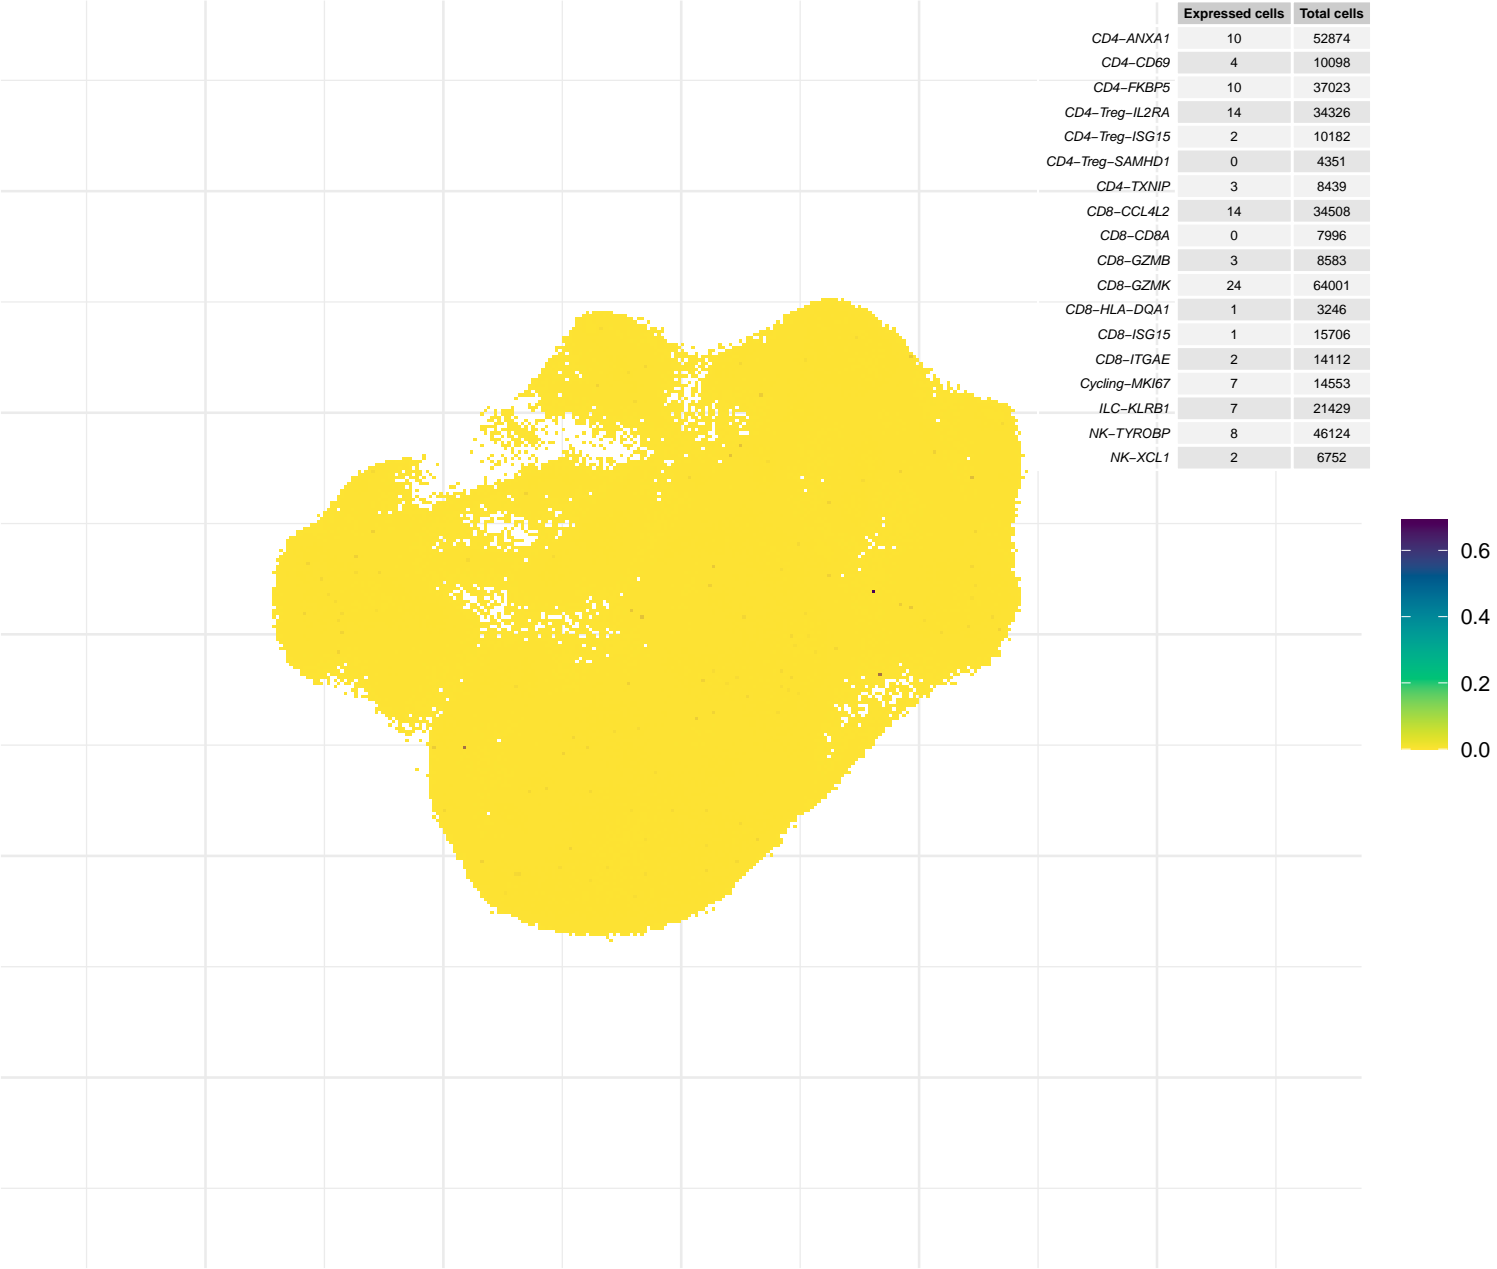 Expressed cells Total cells
CD4−ANXA1 10 52874
CD4−CD69 4 10098
CD4−FKBP5 10 37023
CD4−Treg−IL2RA 14 34326
CD4−Treg−ISG15 2 10182
CD4−Treg−SAMHD1 0 4351
CD4−TXNIP 3 8439
CD8−CCL4L2 14 34508
CD8−CD8A 0 7996
CD8−GZMB 3 8583
CD8−GZMK 24 64001
CD8−HLA−DQA1 1 3246
CD8−ISG15 1 15706
CD8−ITGAE 2 14112
Cycling−MKI67 7 14553
ILC−KLRB1 7 21429
NK−TYROBP 8 46124
NK−XCL1 2 6752
0.6
0.4
0.2
0.0